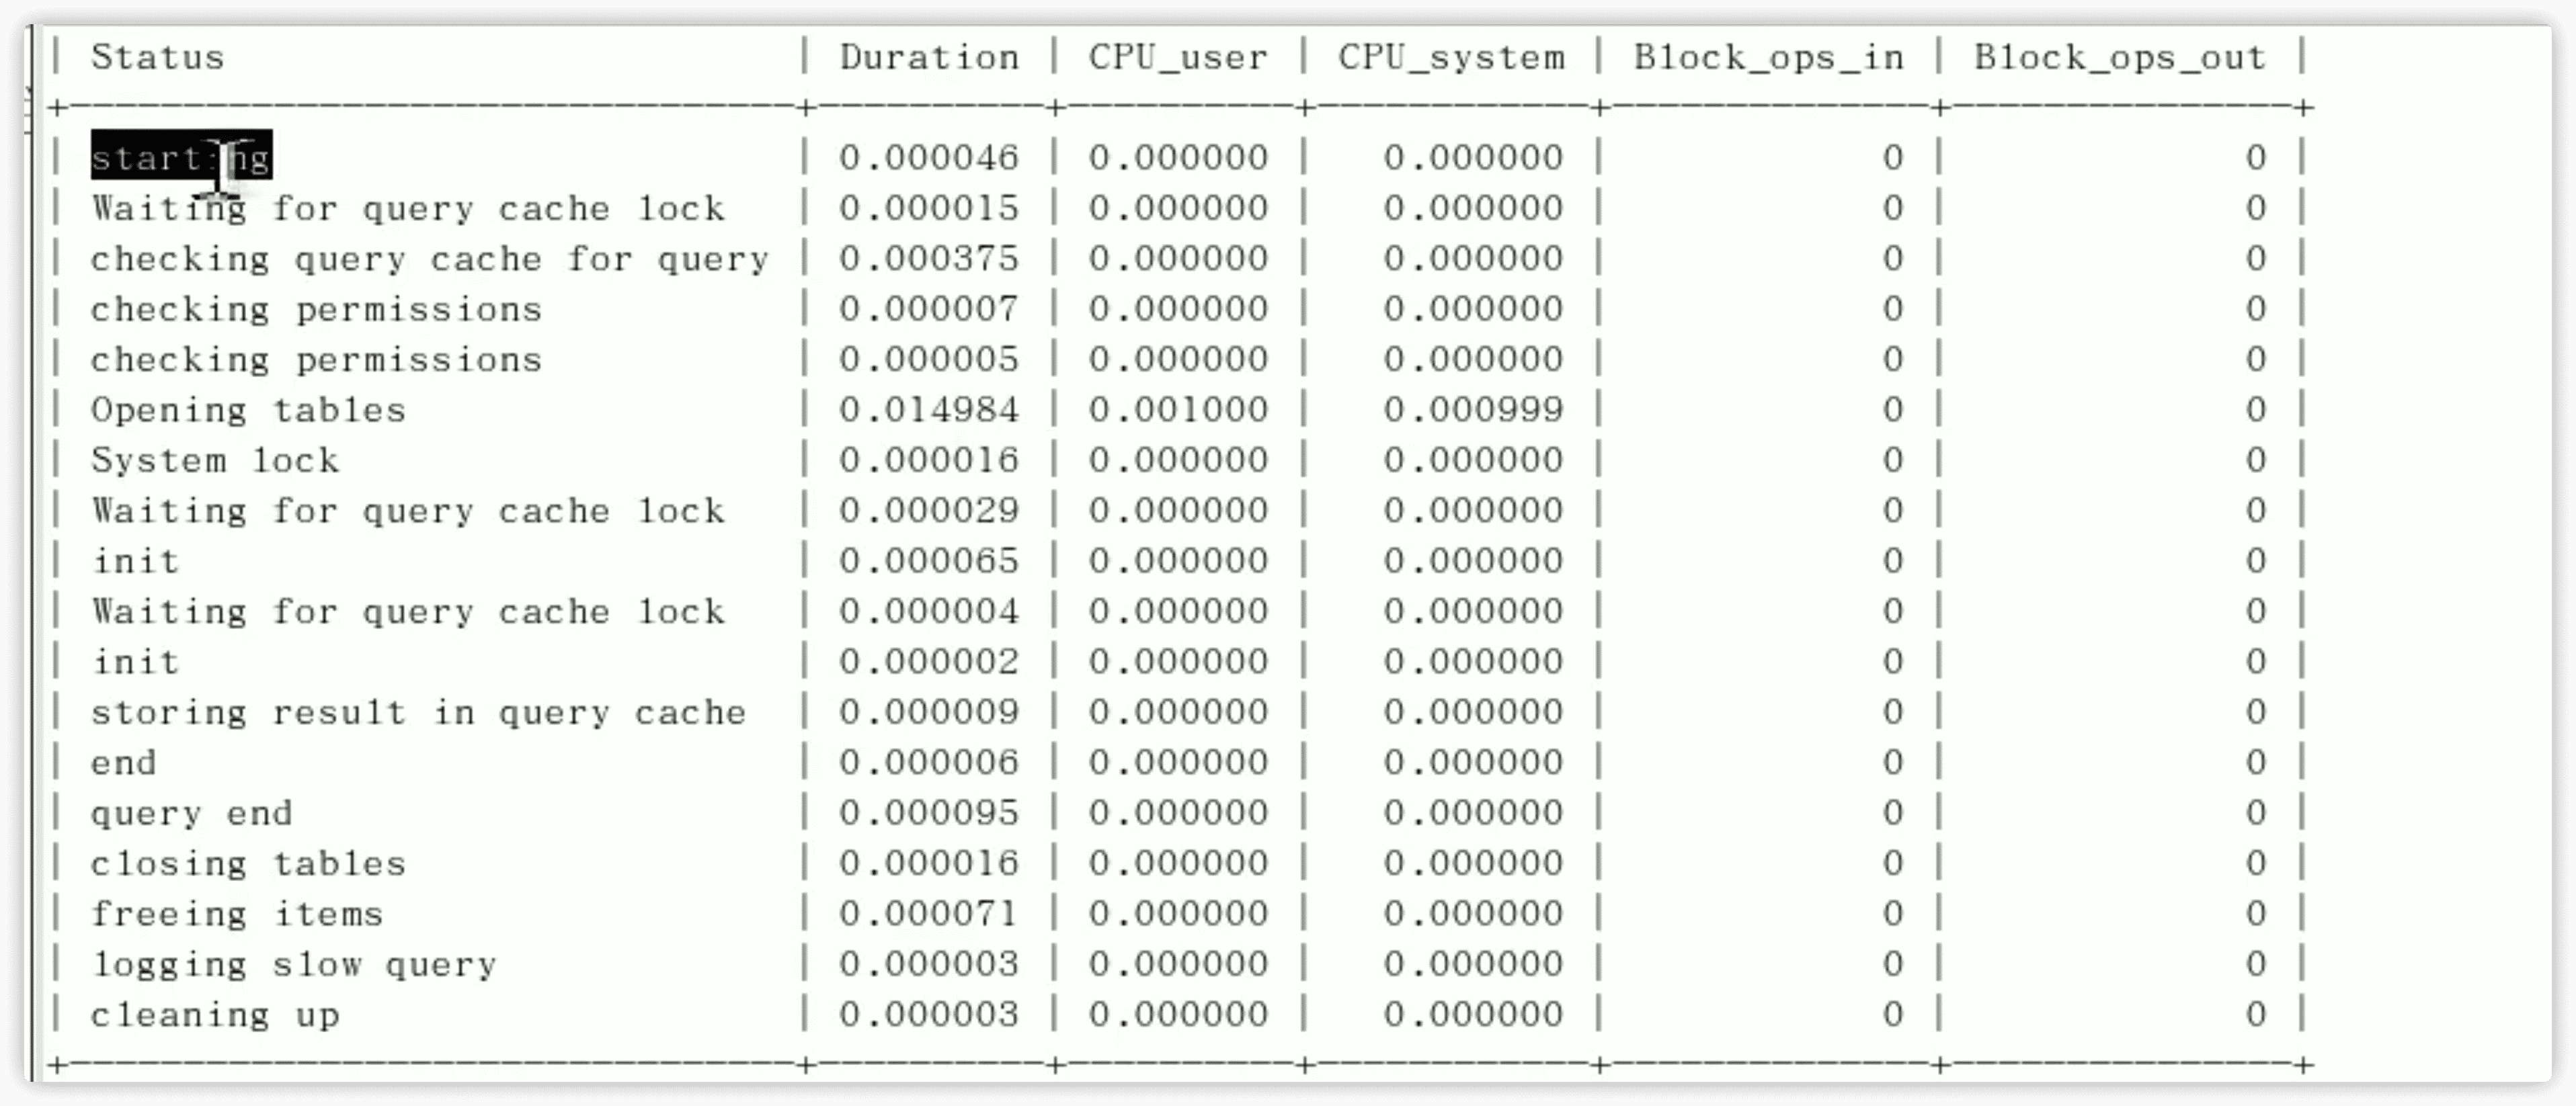 | Status | Duration | CPU_user | CPU_system | Block_ops_in | Block_ops_out |
| starting | 0.000046 | 0.000000 | 0.000000 | 0 | 0 |
| Waiting for query cache lock | 0.000015 | 0.000000 | 0.000000 | 0 | 0 |
| checking query cache for query | 0.000375 | 0.000000 | 0.000000 | 0 | 0 |
| checking permissions | 0.000007 | 0.000000 | 0.000000 | 0 | 0 |
| checking permissions | 0.000005 | 0.000000 | 0.000000 | 0 | 0 |
| Opening tables | 0.014984 | 0.001000 | 0.000999 | 0 | 0 |
| System lock | 0.000016 | 0.000000 | 0.000000 | 0 | 0 |
| Waiting for query cache lock | 0.000029 | 0.000000 | 0.000000 | 0 | 0 |
| init | 0.000065 | 0.000000 | 0.000000 | 0 | 0 |
| Waiting for query cache lock | 0.000004 | 0.000000 | 0.000000 | 0 | 0 |
| init | 0.000002 | 0.000000 | 0.000000 | 0 | 0 |
| storing result in query cache | 0.000009 | 0.000000 | 0.000000 | 0 | 0 |
| end | 0.000006 | 0.000000 | 0.000000 | 0 | 0 |
| query end | 0.000095 | 0.000000 | 0.000000 | 0 | 0 |
| closing tables | 0.000016 | 0.000000 | 0.000000 | 0 | 0 |
| freeing items | 0.000071 | 0.000000 | 0.000000 | 0 | 0 |
| logging slow query | 0.000003 | 0.000000 | 0.000000 | 0 | 0 |
| cleaning up | 0.000003 | 0.000000 | 0.000000 | 0 | 0 |